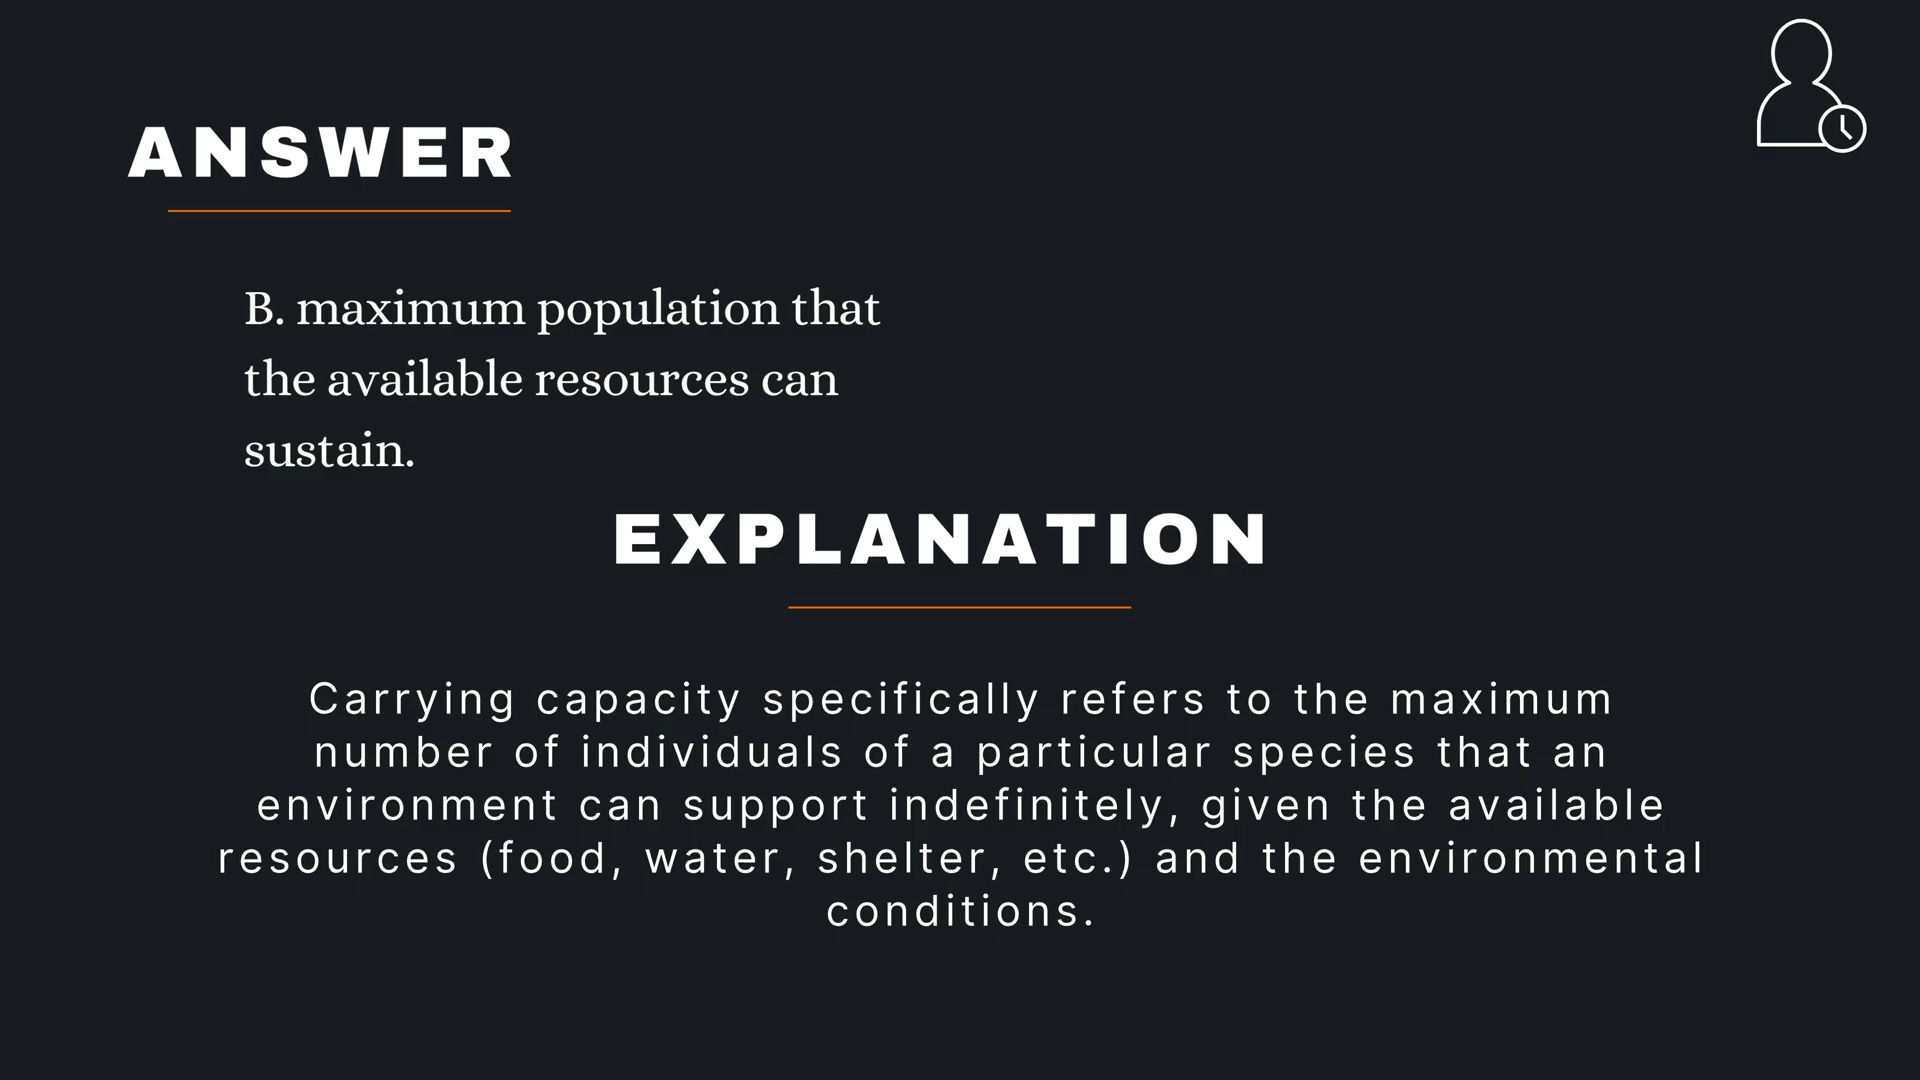 ANSWER
B. maximum population that
the available resources can
sustain.
EXPLANATION
Carrying capacity specifically refers to the maximum
number of individuals of a particular species that an
environment can support indefinitely, given the available
resources (food, water, shelter, etc.) and the environmental
conditions.